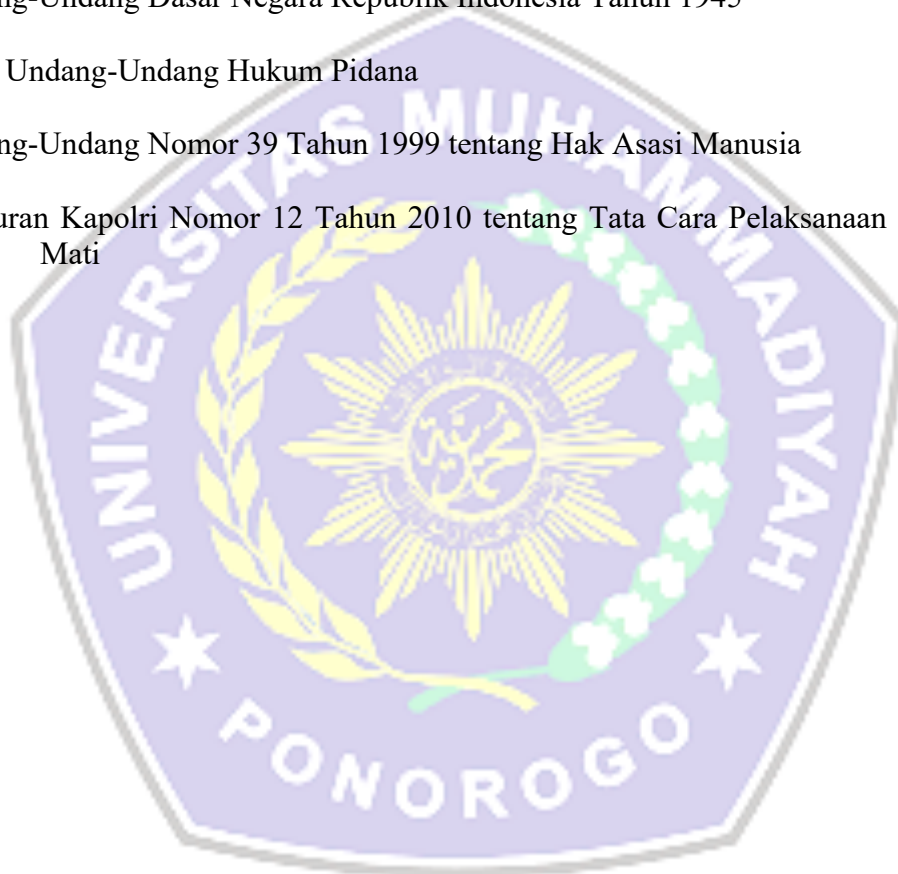 ng-Undang Dasar Negara Republik Indonesia Tahun 1945
Undang-Undang Hukum Pidana
ng-Undang Nomor 39 Tahun 1999 tentang Hak Asasi Manusia
uran Kapolri Nomor 12 Tahun 2010 tentang Tata Cara Pelaksanaan
Mati
UNIVERSITAS MUHAMMADIYAH
PONOROGO